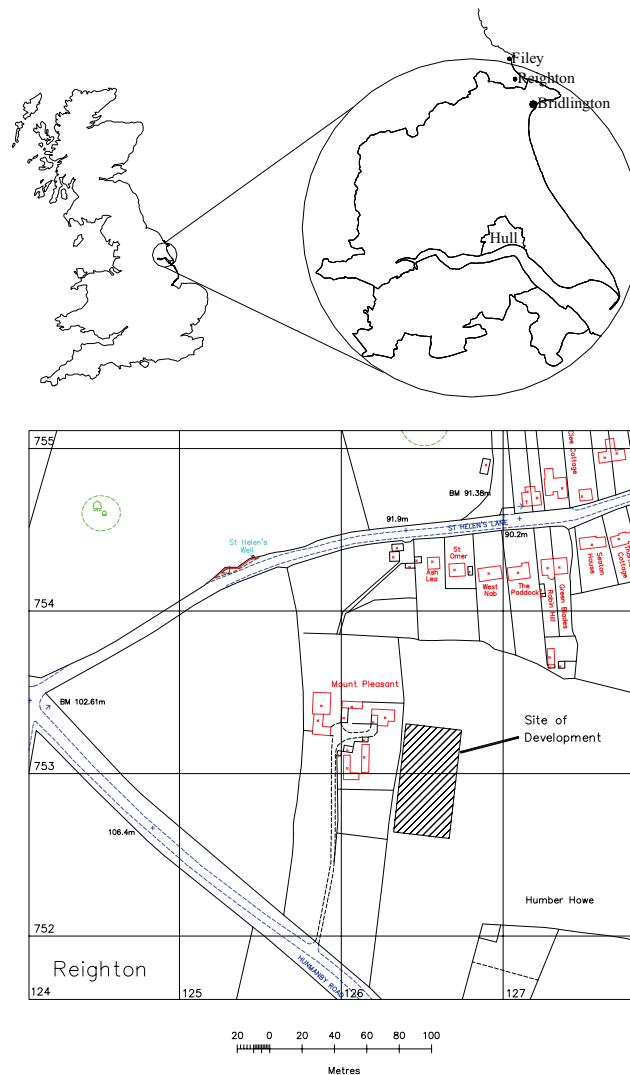 Filey
Reighton
Bridlington
Hull
755
Clee Cottage
BM 91.38m
91.9m
ST HELEN'S LANE
90.2m
St Helen's
Well
754
Ash
Lea
St
Omer
West
Nab
The Paddock
Robin Hill
Green Blades
Seaton
House
Cottage
Mount Pleasant
BM 102.61m
Site of
Development
753
106.4m
Humber Howe
752
Reighton
HUNMANBY ROAD
124
125
126
127
20 0 20 40 60 80 100
Metres